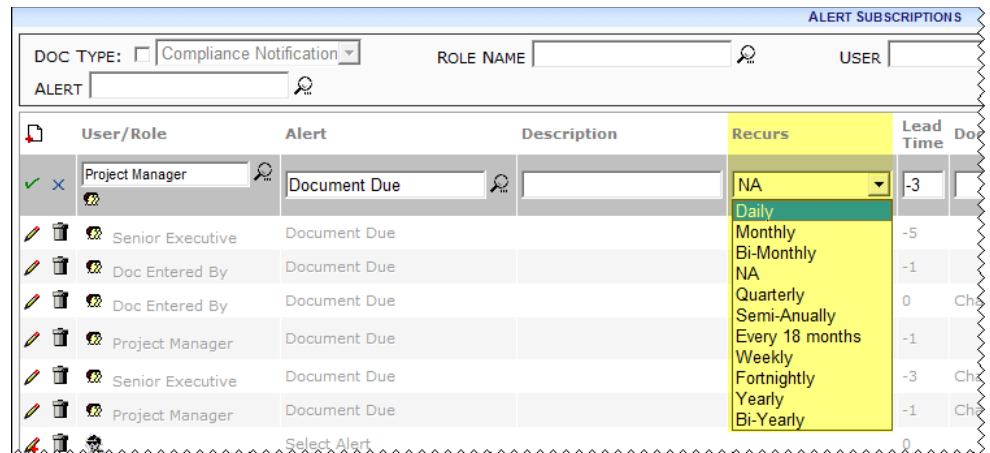 ALERT SUBSCRIPTIONS
DOC TYPE: Compliance Notification ROLE NAME USER
ALERT
User/Role Alert Description Recurs Lead Time
Project Manager Document Due NA -3
Daily
Senior Executive Document Due Monthly -5
Bi-Monthly
Doc Entered By Document Due NA -1
Doc Entered By Document Due Quarterly 0
Semi-Anually
Project Manager Document Due Every 18 months -1
Weekly
Senior Executive Document Due Fortnightly -3
Yearly
Project Manager Document Due Bi-Yearly -1
Select Alert 0